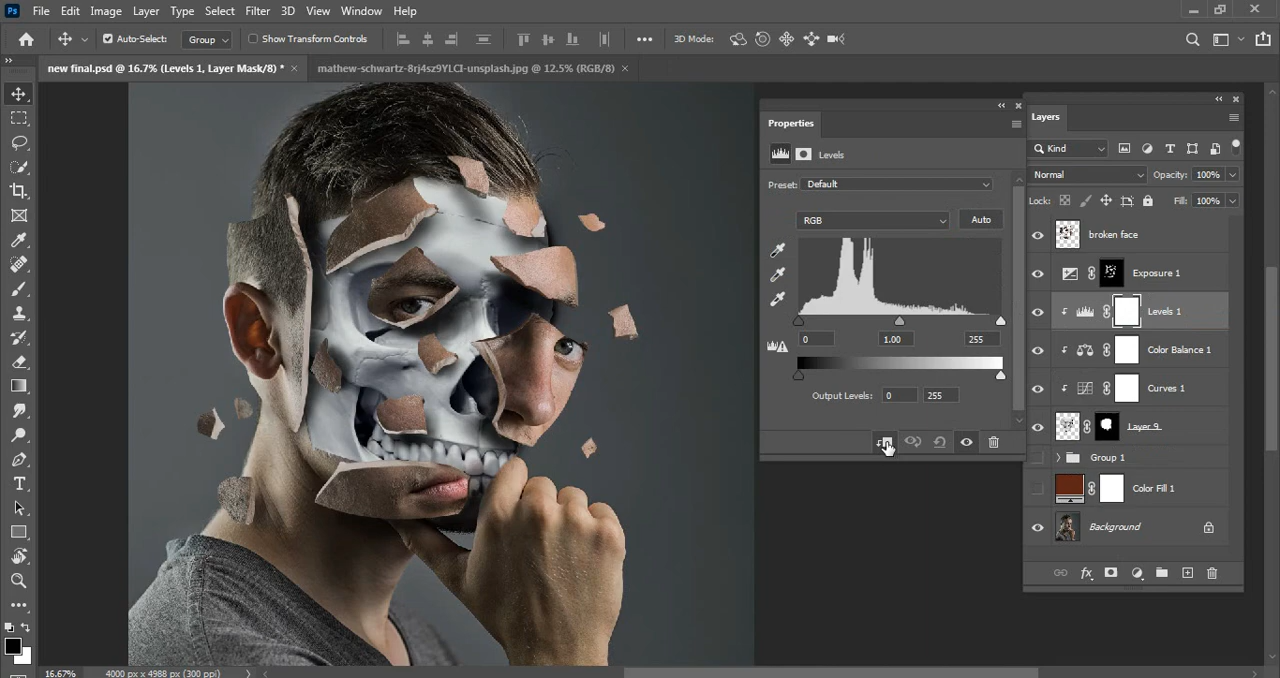 Ps File Edit Image Layer Type Select Filter 3D View Window Help
Auto-Select: Group Show Transform Controls 3D Mode:
new final.psd @ 16.7% (Levels 1, Layer Mask/8) * mathew-schwartz-8rj4sz9YLCI-unsplash.jpg @ 12.5% (RGB/8)
Properties
Levels
Preset: Default
RGB Auto
0 1.00 255
Output Levels: 0 255
Layers
Kind
Normal Opacity: 100%
Lock: Fill: 100%
broken face
Exposure 1
Levels 1
Color Balance 1
Curves 1
Layer 9
Group 1
Color Fill 1
Background
fx
16.67% 4000 px x 4988 px (300 ppi)